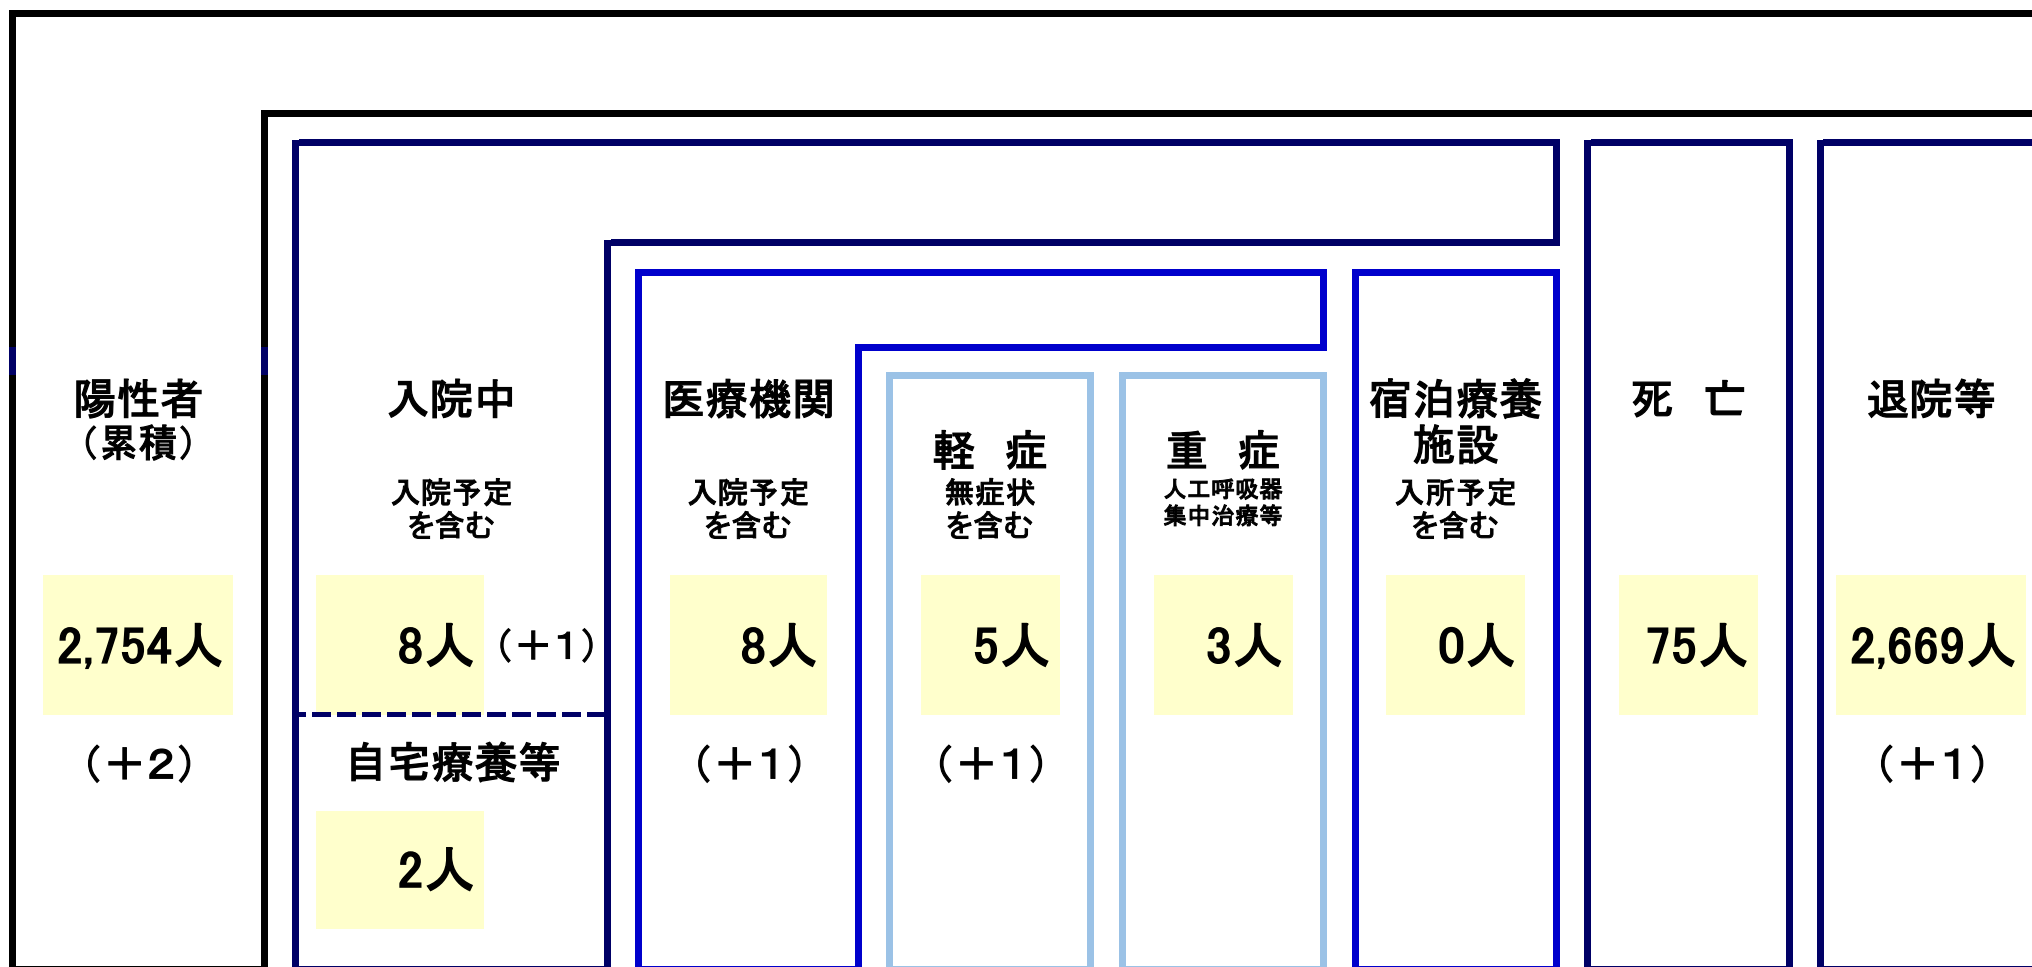 陽性者
（累積）
2,754人
（＋2）
入院中
入院予定
を含む
8人 （＋1）
自宅療養等
2人
医療機関
入院予定
を含む
8人
（＋1）
軽 症
無症状
を含む
5人
（＋1）
重 症
人工呼吸器
集中治療等
3人
宿泊療養
施設
入所予定
を含む
0人
死 亡
75人
退院等
2,669人
（＋1）